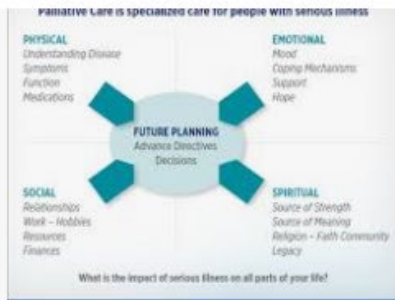 Palliative Care is specialized care for people with serious illness
PHYSICAL
Understanding Disease
Symptoms
Function
Medications
EMOTIONAL
Mood
Coping Mechanisms
Support
Hope
FUTURE PLANNING
Advance Directives
Decisions
SOCIAL
Relationships
Work – Hobbies
Resources
Finances
SPIRITUAL
Source of Strength
Source of Meaning
Religion – Faith Community
Legacy
What is the impact of serious illness on all parts of your life?